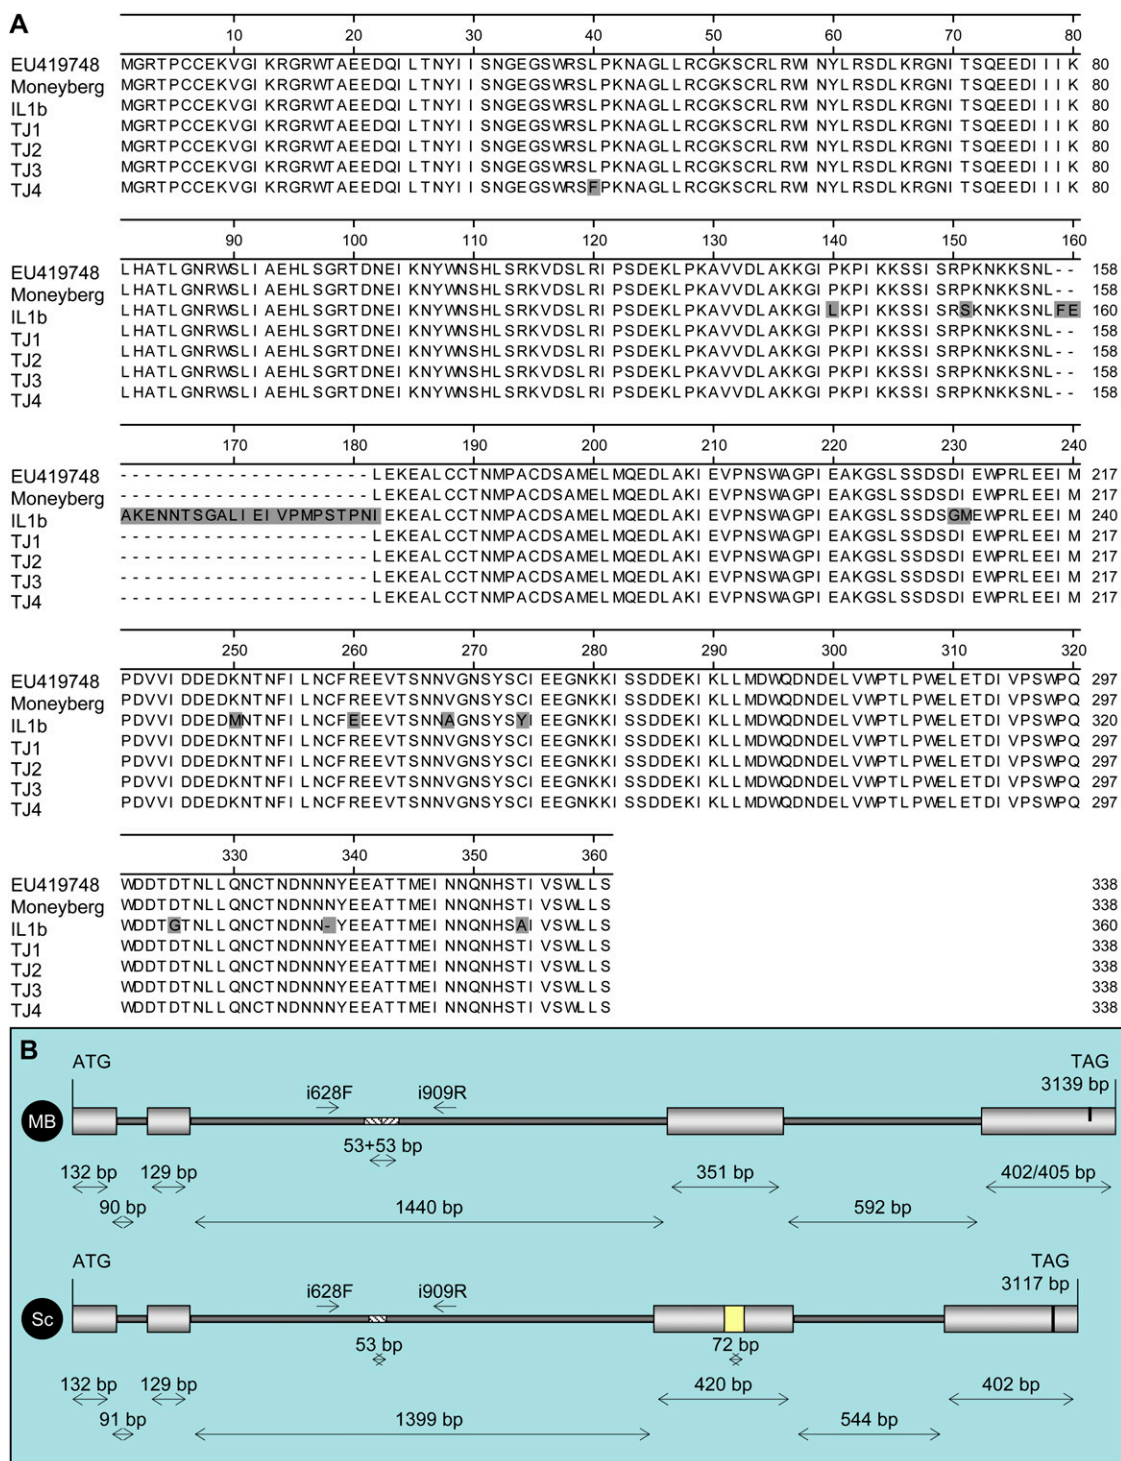 A
10 20 30 40 50 60 70 80
EU419748 MGRTPCCEKVGIKRGRWTAEEDQILTNYIISNGEGSWRSLPKNAGLLRCGKSCRLRWINYLRSDLKRGNITSQEEDIIIK 80
Moneyberg MGRTPCCEKVGIKRGRWTAEEDQILTNYIISNGEGSWRSLPKNAGLLRCGKSCRLRWINYLRSDLKRGNITSQEEDIIIK 80
IL1b MGRTPCCEKVGIKRGRWTAEEDQILTNYIISNGEGSWRSLPKNAGLLRCGKSCRLRWINYLRSDLKRGNITSQEEDIIIK 80
TJ1 MGRTPCCEKVGIKRGRWTAEEDQILTNYIISNGEGSWRSLPKNAGLLRCGKSCRLRWINYLRSDLKRGNITSQEEDIIIK 80
TJ2 MGRTPCCEKVGIKRGRWTAEEDQILTNYIISNGEGSWRSLPKNAGLLRCGKSCRLRWINYLRSDLKRGNITSQEEDIIIK 80
TJ3 MGRTPCCEKVGIKRGRWTAEEDQILTNYIISNGEGSWRSLPKNAGLLRCGKSCRLRWINYLRSDLKRGNITSQEEDIIIK 80
TJ4 MGRTPCCEKVGIKRGRWTAEEDQILTNYIISNGEGSWRSFPKNAGLLRCGKSCRLRWINYLRSDLKRGNITSQEEDIIIK 80
90 100 110 120 130 140 150 160
EU419748 LHATLGNRWSLIAEHLSGRTDNEIKNYWNSHLSRKVDSLRIPSDEKLPKAVVDLAKKGIPKPIKKSSISRPKNKKSNL-- 158
Moneyberg LHATLGNRWSLIAEHLSGRTDNEIKNYWNSHLSRKVDSLRIPSDEKLPKAVVDLAKKGIPKPIKKSSISRPKNKKSNL-- 158
IL1b LHATLGNRWSLIAEHLSGRTDNEIKNYWNSHLSRKVDSLRIPSDEKLPKAVVDLAKKGILKPIKKSSISRSKNKKSNLFE 160
TJ1 LHATLGNRWSLIAEHLSGRTDNEIKNYWNSHLSRKVDSLRIPSDEKLPKAVVDLAKKGIPKPIKKSSISRPKNKKSNL-- 158
TJ2 LHATLGNRWSLIAEHLSGRTDNEIKNYWNSHLSRKVDSLRIPSDEKLPKAVVDLAKKGIPKPIKKSSISRPKNKKSNL-- 158
TJ3 LHATLGNRWSLIAEHLSGRTDNEIKNYWNSHLSRKVDSLRIPSDEKLPKAVVDLAKKGIPKPIKKSSISRPKNKKSNL-- 158
TJ4 LHATLGNRWSLIAEHLSGRTDNEIKNYWNSHLSRKVDSLRIPSDEKLPKAVVDLAKKGIPKPIKKSSISRPKNKKSNL-- 158
170 180 190 200 210 220 230 240
EU419748 ---------------------LEKEALCCTNMPACDSAMELMQEDLAKIEVPNSWAGPIEAKGSLSSDSDIEWPRLEEIM 217
Moneyberg ---------------------LEKEALCCTNMPACDSAMELMQEDLAKIEVPNSWAGPIEAKGSLSSDSDIEWPRLEEIM 217
IL1b AKENNTSGALIEIVPMPSTPNIEKEALCCTNMPACDSAMELMQEDLAKIEVPNSWAGPIEAKGSLSSDSGMEWPRLEEIM 240
TJ1 ---------------------LEKEALCCTNMPACDSAMELMQEDLAKIEVPNSWAGPIEAKGSLSSDSDIEWPRLEEIM 217
TJ2 ---------------------LEKEALCCTNMPACDSAMELMQEDLAKIEVPNSWAGPIEAKGSLSSDSDIEWPRLEEIM 217
TJ3 ---------------------LEKEALCCTNMPACDSAMELMQEDLAKIEVPNSWAGPIEAKGSLSSDSDIEWPRLEEIM 217
TJ4 ---------------------LEKEALCCTNMPACDSAMELMQEDLAKIEVPNSWAGPIEAKGSLSSDSDIEWPRLEEIM 217
250 260 270 280 290 300 310 320
EU419748 PDVVIDDEDKNTNFILNCFREEVTSNNVGNSYSCIEEGNKKISSDDEKIKLLMDWQDNDELVWPTLPWELETDIVPSWPQ 297
Moneyberg PDVVIDDEDKNTNFILNCFREEVTSNNVGNSYSCIEEGNKKISSDDEKIKLLMDWQDNDELVWPTLPWELETDIVPSWPQ 297
IL1b PDVVIDDEDMNTNFILNCFEEEVTSNNAGNSYSYIEEGNKKISSDDEKIKLLMDWQDNDELVWPTLPWELETDIVPSWPQ 320
TJ1 PDVVIDDEDKNTNFILNCFREEVTSNNVGNSYSCIEEGNKKISSDDEKIKLLMDWQDNDELVWPTLPWELETDIVPSWPQ 297
TJ2 PDVVIDDEDKNTNFILNCFREEVTSNNVGNSYSCIEEGNKKISSDDEKIKLLMDWQDNDELVWPTLPWELETDIVPSWPQ 297
TJ3 PDVVIDDEDKNTNFILNCFREEVTSNNVGNSYSCIEEGNKKISSDDEKIKLLMDWQDNDELVWPTLPWELETDIVPSWPQ 297
TJ4 PDVVIDDEDKNTNFILNCFREEVTSNNVGNSYSCIEEGNKKISSDDEKIKLLMDWQDNDELVWPTLPWELETDIVPSWPQ 297
330 340 350 360
EU419748 WDDTDTNLLQNCTNDNNNYEEATTMEINNQNHSTIVSWLLS 338
Moneyberg WDDTDTNLLQNCTNDNNNYEEATTMEINNQNHSTIVSWLLS 338
IL1b WDDTGTNLLQNCTNDNN-YEEATTMEINNQNHSAIVSWLLS 360
TJ1 WDDTDTNLLQNCTNDNNNYEEATTMEINNQNHSTIVSWLLS 338
TJ2 WDDTDTNLLQNCTNDNNNYEEATTMEINNQNHSTIVSWLLS 338
TJ3 WDDTDTNLLQNCTNDNNNYEEATTMEINNQNHSTIVSWLLS 338
TJ4 WDDTDTNLLQNCTNDNNNYEEATTMEINNQNHSTIVSWLLS 338
B
ATG TAG
i628F i909R 3139 bp
MB
53+53 bp
132 bp 129 bp 351 bp 402/405 bp
90 bp 1440 bp 592 bp
ATG TAG
i628F i909R 3117 bp
Sc
53 bp 72 bp
132 bp 129 bp 420 bp 402 bp
91 bp 1399 bp 544 bp